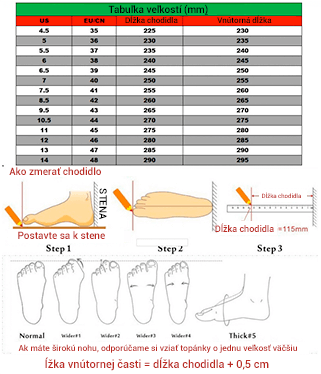 Tabuľka veľkostí (mm)
US EU/CN Dĺžka chodidla Vnútorná dĺžka
4.5 35 225 230
5 36 230 235
5.5 37 235 240
6 38 240 245
6.5 39 245 250
7 40 250 255
7.5 41 255 260
8.5 42 260 265
9.5 43 265 270
10.5 44 270 275
11 45 275 280
12 46 280 285
13 47 285 290
14 48 290 295
Ako zmerať chodidlo
STENA
Dĺžka chodidla
Postavte sa k stene
Dĺžka chodidla =115mm
Step 1 Step 2 Step 3
Normal Wider#1 Wider#2 Wider#3 Wider#4 Thick#5
Ak máte širokú nohu, odporúčame si vziať topánky o jednu veľkosť väčšiu
ĺžka vnútornej časti = dĺžka chodidla + 0,5 cm